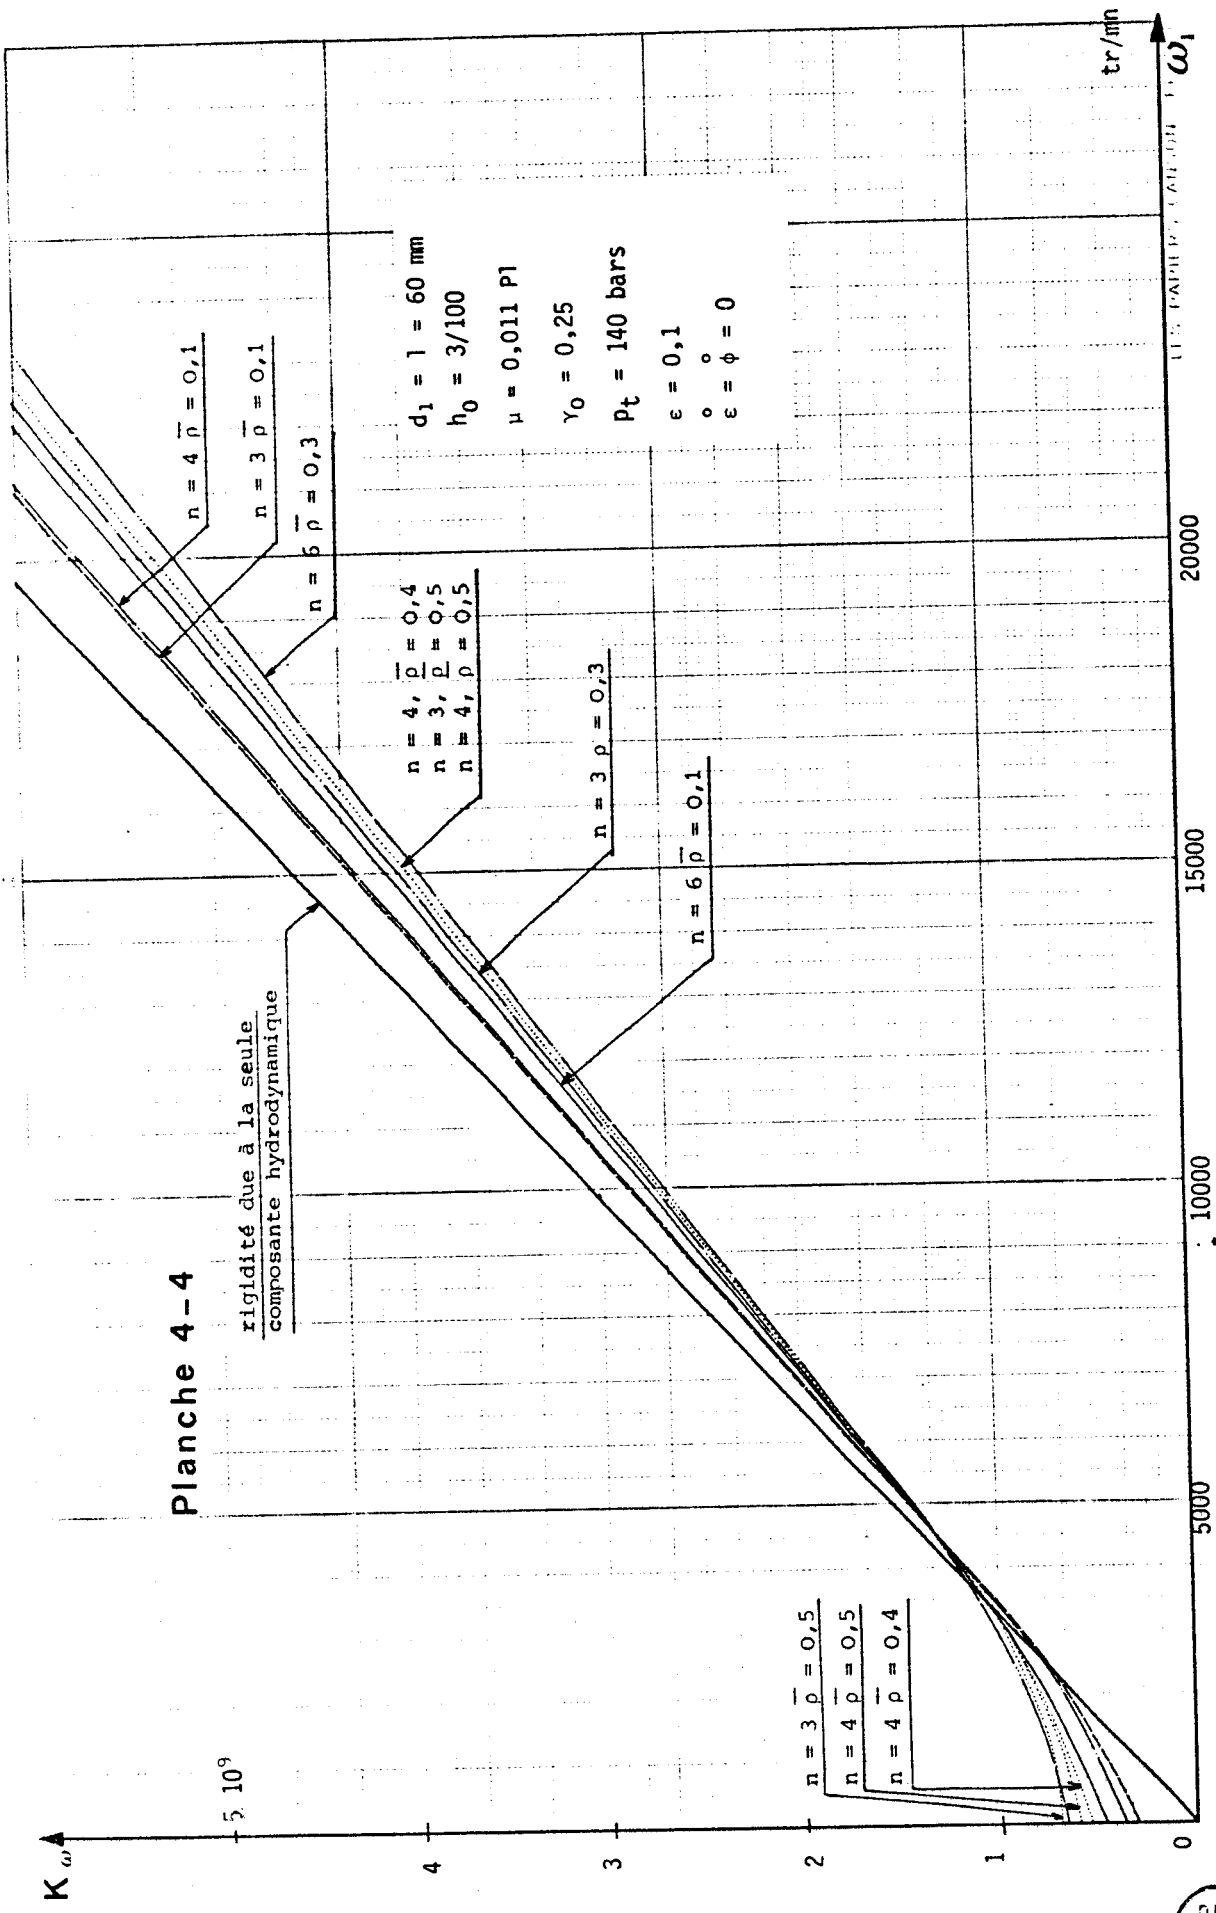 Planche 4-4
K ω
5 10⁹
4
3
2
1
0
5000
10000
15000
20000
tr/mn
ω₁
rigidité due à la seule
composante hydrodynamique
n = 4 ρ̅ = 0,1
n = 3 ρ̅ = 0,1
n = 6 ρ̅ = 0,3
n = 4, ρ̅ = 0,4
n = 3, ρ̅ = 0,5
n = 4, ρ̅ = 0,5
n = 3 ρ = 0,3
n = 6 ρ̅ = 0,1
d₁ = l = 60 mm
h₀ = 3/100
μ = 0,011 Pl
γ₀ = 0,25
pₜ = 140 bars
ε = 0,1
ε̊ = φ̊ = 0
n = 3 ρ̅ = 0,5
n = 4 ρ̅ = 0,5
n = 4 ρ̅ = 0,4